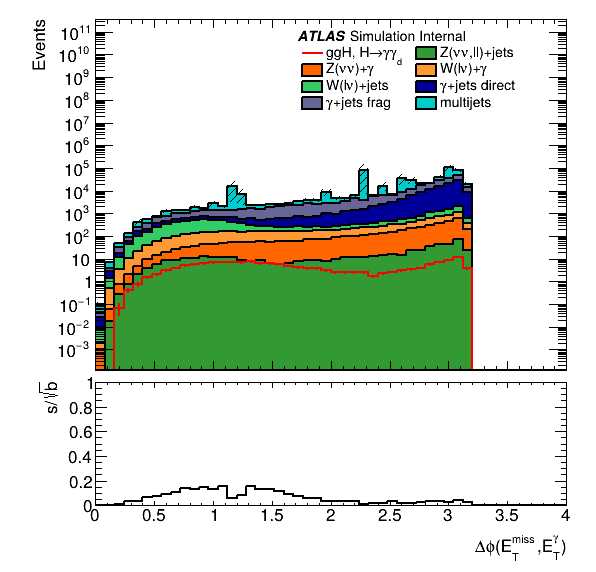 Events
ATLAS Simulation Internal
ggH, H→γγ_d
Z(νν,ll)+jets
Z(νν)+γ
W(lν)+γ
W(lν)+jets
γ+jets direct
γ+jets frag
multijets
10^11
10^10
10^9
10^8
10^7
10^6
10^5
10^4
10^3
10^2
10
1
10^−1
10^−2
10^−3
s/√b
1
0.8
0.6
0.4
0.2
0
0 0.5 1 1.5 2 2.5 3 3.5 4
Δϕ(E_T^miss,E_T^γ)